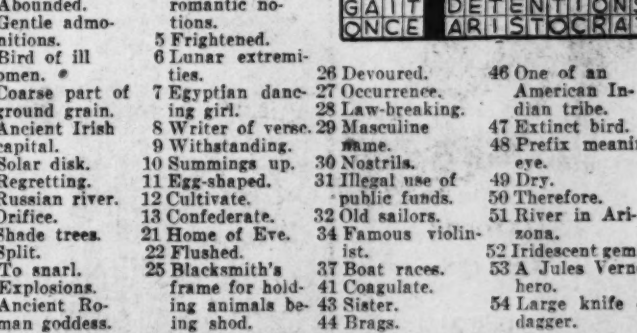 Abounded.
Gentle admo-
nitions.
Bird of ill
omen.
Coarse part of
ground grain.
Ancient Irish
capital.
Solar disk.
Regretting.
Russian river.
Orifice.
Shade trees.
Split.
To snarl.
Explosions.
Ancient Ro-
man goddess.
romantic no-
tions.
5 Frightened.
6 Lunar extremi-
ties.
7 Egyptian danc-
ing girl.
8 Writer of verse.
9 Withstanding.
10 Summings up.
11 Egg-shaped.
12 Cultivate.
13 Confederate.
21 Home of Eve.
22 Flushed.
25 Blacksmith's
frame for hold-
ing animals be-
ing shod.
GAIT DETENTION
ONCE ARISTOCRA
26 Devoured.
27 Occurrence.
28 Law-breaking.
29 Masculine
name.
30 Nostrils.
31 Illegal use of
public funds.
32 Old sailors.
34 Famous violin-
ist.
37 Boat races.
41 Coagulate.
43 Sister.
44 Brags.
46 One of an
American In-
dian tribe.
47 Extinct bird.
48 Prefix meani
eye.
49 Dry.
50 Therefore.
51 River in Ari-
zona.
52 Iridescent gem
53 A Jules Vern
hero.
54 Large knife
dagger.